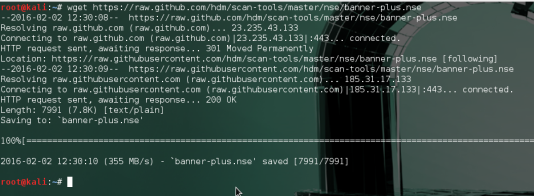 root@kali:~# wget https://raw.github.com/hdm/scan-tools/master/nse/banner-plus.nse
--2016-02-02 12:30:08--  https://raw.github.com/hdm/scan-tools/master/nse/banner-plus.nse
Resolving raw.github.com (raw.github.com)... 23.235.43.133
Connecting to raw.github.com (raw.github.com)|23.235.43.133|:443... connected.
HTTP request sent, awaiting response... 301 Moved Permanently
Location: https://raw.githubusercontent.com/hdm/scan-tools/master/nse/banner-plus.nse [following]
--2016-02-02 12:30:09--  https://raw.githubusercontent.com/hdm/scan-tools/master/nse/banner-plus.nse
Resolving raw.githubusercontent.com (raw.githubusercontent.com)... 185.31.17.133
Connecting to raw.githubusercontent.com (raw.githubusercontent.com)|185.31.17.133|:443... connected.
HTTP request sent, awaiting response... 200 OK
Length: 7991 (7.8K) [text/plain]
Saving to: `banner-plus.nse'
100%[==============================================================================
2016-02-02 12:30:10 (355 MB/s) - `banner-plus.nse' saved [7991/7991]
root@kali:~#